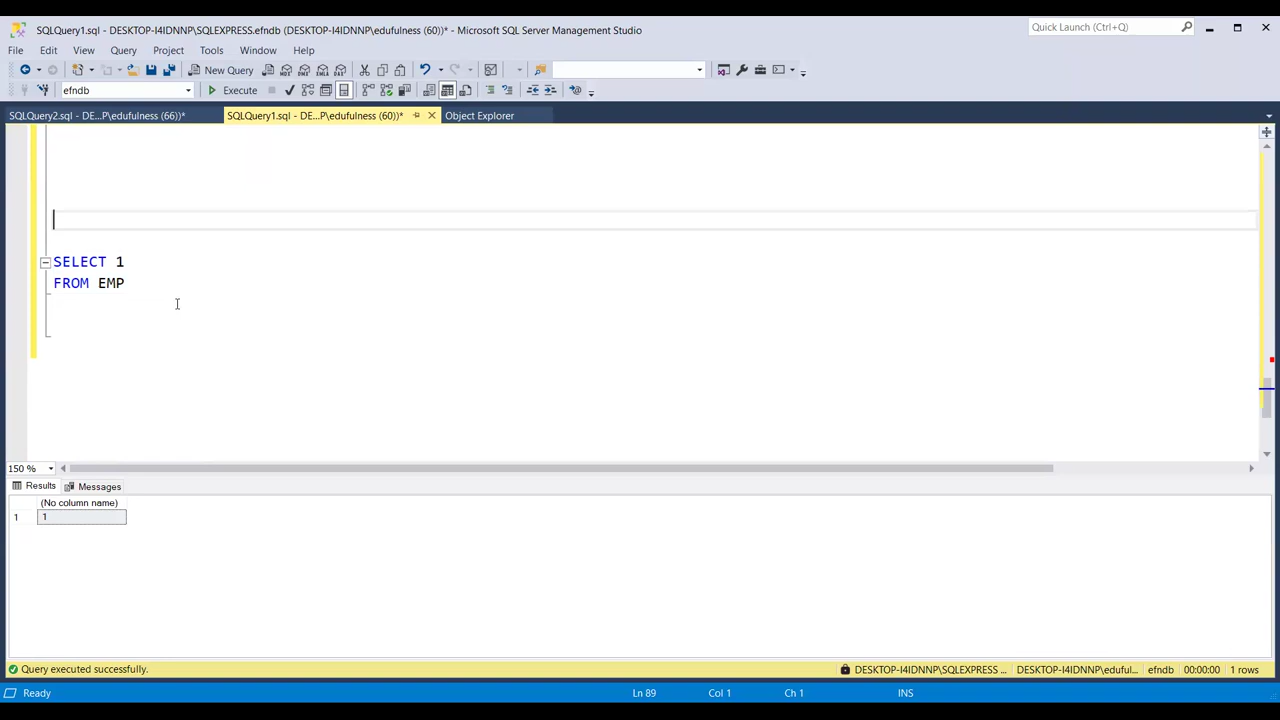 SQLQuery1.sql - DESKTOP-I4IDNNP\SQLEXPRESS.efndb (DESKTOP-I4IDNNP\edufulness (60))* - Microsoft SQL Server Management Studio
Quick Launch (Ctrl+Q)
File Edit View Query Project Tools Window Help
New Query
efndb Execute
SQLQuery2.sql - DE...P\edufulness (66))* SQLQuery1.sql - DE...P\edufulness (60))* Object Explorer
SELECT 1
FROM EMP
150 %
Results Messages
(No column name)
1 1
Query executed successfully. DESKTOP-I4IDNNP\SQLEXPRESS ... DESKTOP-I4IDNNP\eduful... efndb 00:00:00 1 rows
Ready Ln 89 Col 1 Ch 1 INS